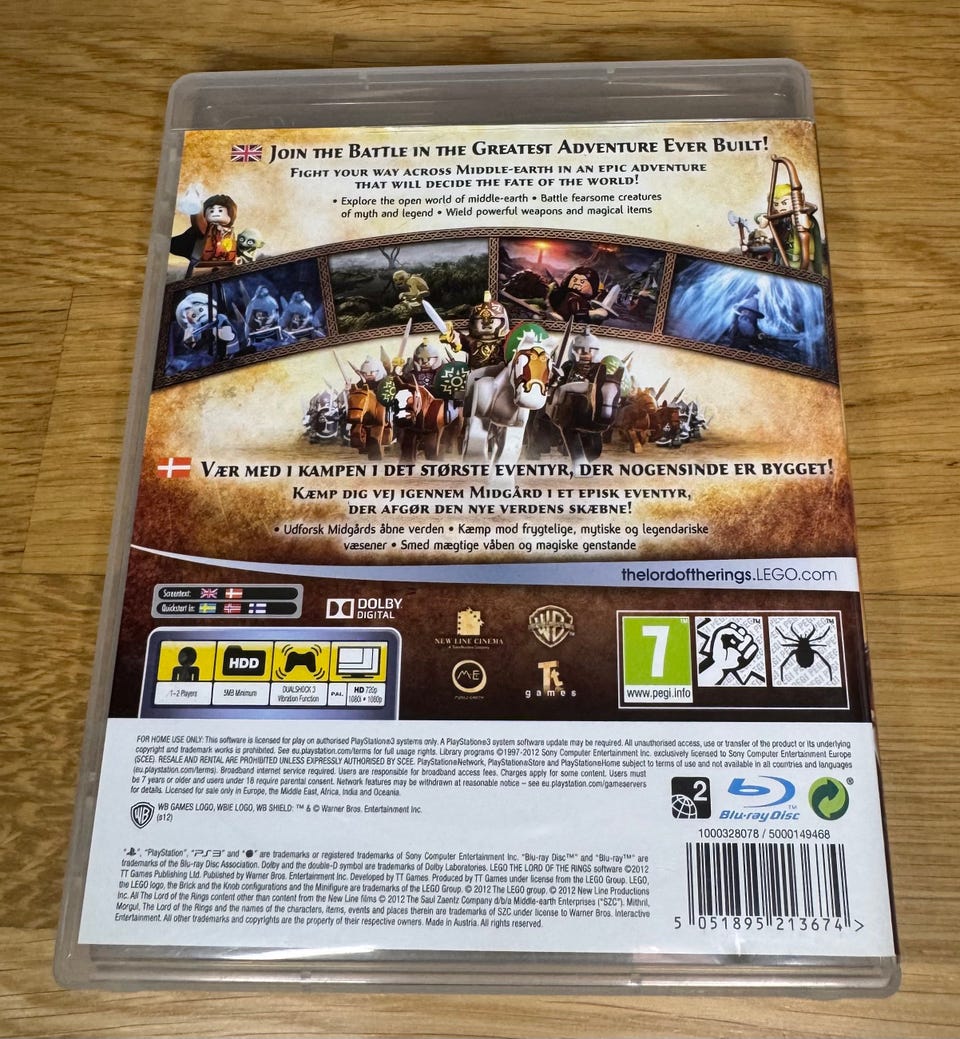 JOIN THE BATTLE IN THE GREATEST ADVENTURE EVER BUILT!
FIGHT YOUR WAY ACROSS MIDDLE-EARTH IN AN EPIC ADVENTURE
THAT WILL DECIDE THE FATE OF THE WORLD!
• Explore the open world of middle-earth • Battle fearsome creatures
of myth and legend • Wield powerful weapons and magical items
VÆR MED I KAMPEN I DET STØRSTE EVENTYR, DER NOGENSINDE ER BYGGET!
KÆMP DIG VEJ IGENNEM MIDGÅRD I ET EPISK EVENTYR,
DER AFGØR DEN NYE VERDENS SKÆBNE!
• Udforsk Midgårds åbne verden • Kæmp mod frygtelige, mytiske og legendariske
væsener • Smed mægtige våben og magiske genstande
thelordoftherings.LEGO.com
Screentext:
Quickstart in:
DOLBY
DIGITAL
NEW LINE CINEMA
WB
ME
MIDDLE-EARTH
Tt
games
7
www.pegi.info
1-2 Players
HDD
5MB Minimum
DUALSHOCK 3
Vibration Function
PAL
HD 720p
1080i • 1080p
FOR HOME USE ONLY: This software is licensed for play on authorised PlayStation®3 systems only. A PlayStation®3 system software update may be required. All unauthorised access, use or transfer of the product or its underlying
copyright and trademark works is prohibited. See eu.playstation.com/terms for full usage rights. Library programs ©1997-2012 Sony Computer Entertainment Inc. exclusively licensed to Sony Computer Entertainment Europe
(SCEE). RESALE AND RENTAL ARE PROHIBITED UNLESS EXPRESSLY AUTHORISED BY SCEE. PlayStation®Network, PlayStation®Store and PlayStation®Home subject to terms of use and not available in all countries and languages
(eu.playstation.com/terms). Broadband internet service required. Users are responsible for broadband access fees. Charges apply for some content. Users must
be 7 years or older and users under 18 require parental consent. Network features may be withdrawn at reasonable notice – see eu.playstation.com/gameservers
for details. Licensed for sale only in Europe, the Middle East, Africa, India and Oceania.
WB GAMES LOGO, WBIE LOGO, WB SHIELD: ™ & © Warner Bros. Entertainment Inc.
(s12)
2
Blu-ray Disc
1000328078 / 5000149468
"PlayStation", "PS3" and are trademarks or registered trademarks of Sony Computer Entertainment Inc. "Blu-ray Disc™" and "Blu-ray™" are
trademarks of the Blu-ray Disc Association. Dolby and the double-D symbol are trademarks of Dolby Laboratories. LEGO THE LORD OF THE RINGS software ©2012
TT Games Publishing Ltd. Published by Warner Bros. Entertainment Inc. Developed by TT Games. Produced by TT Games under license from the LEGO Group. LEGO,
the LEGO logo, the Brick and the Knob configurations and the Minifigure are trademarks of the LEGO Group. © 2012 The LEGO group. © 2012 New Line Productions
Inc. All The Lord of the Rings content other than content from the New Line films © 2012 The Saul Zaentz Company d/b/a Middle-earth Enterprises ("SZC"). Mithril,
Morgul, The Lord of the Rings and the names of the characters, items, events and places therein are trademarks of SZC under license to Warner Bros. Interactive
Entertainment. All other trademarks and copyrights are the property of their respective owners. Made in Austria. All rights reserved.
5 051895 213674 >